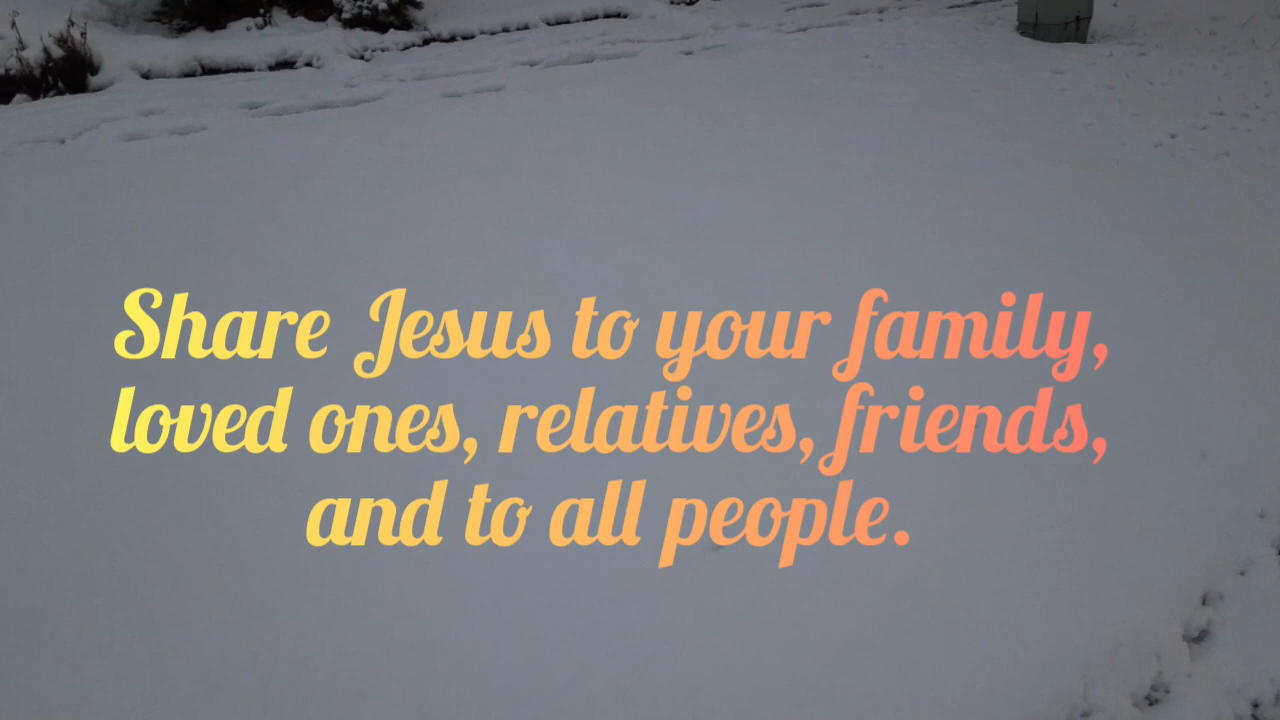 Share Jesus to your family,
loved ones, relatives, friends,
and to all people.